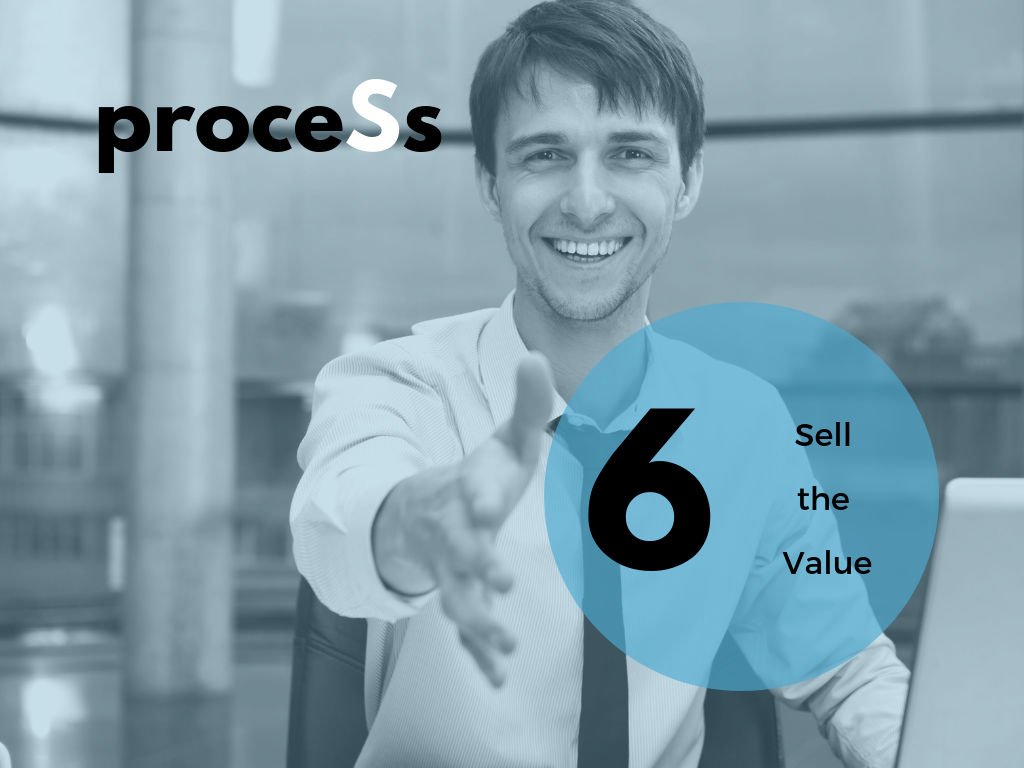 proceSs
6
Sell
the
Value